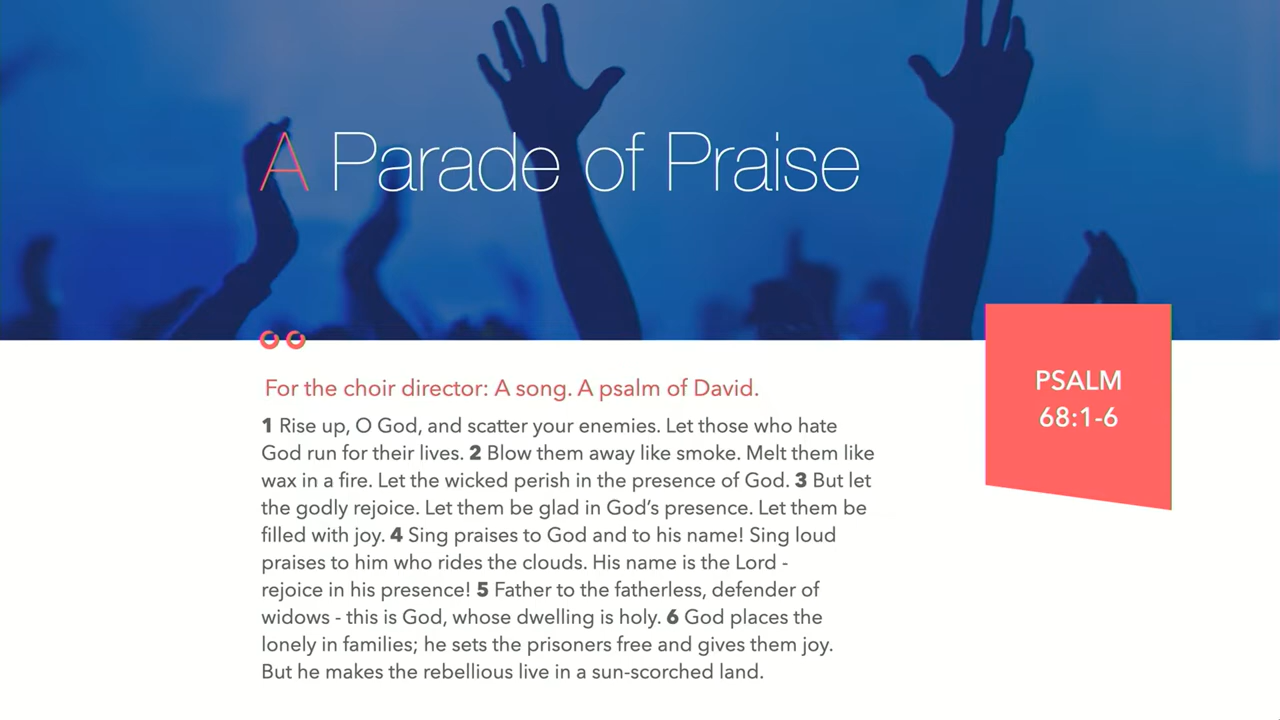 A Parade of Praise
For the choir director: A song. A psalm of David.
1 Rise up, O God, and scatter your enemies. Let those who hate
God run for their lives. 2 Blow them away like smoke. Melt them like
wax in a fire. Let the wicked perish in the presence of God. 3 But let
the godly rejoice. Let them be glad in God’s presence. Let them be
filled with joy. 4 Sing praises to God and to his name! Sing loud
praises to him who rides the clouds. His name is the Lord -
rejoice in his presence! 5 Father to the fatherless, defender of
widows - this is God, whose dwelling is holy. 6 God places the
lonely in families; he sets the prisoners free and gives them joy.
But he makes the rebellious live in a sun-scorched land.
PSALM
68:1-6